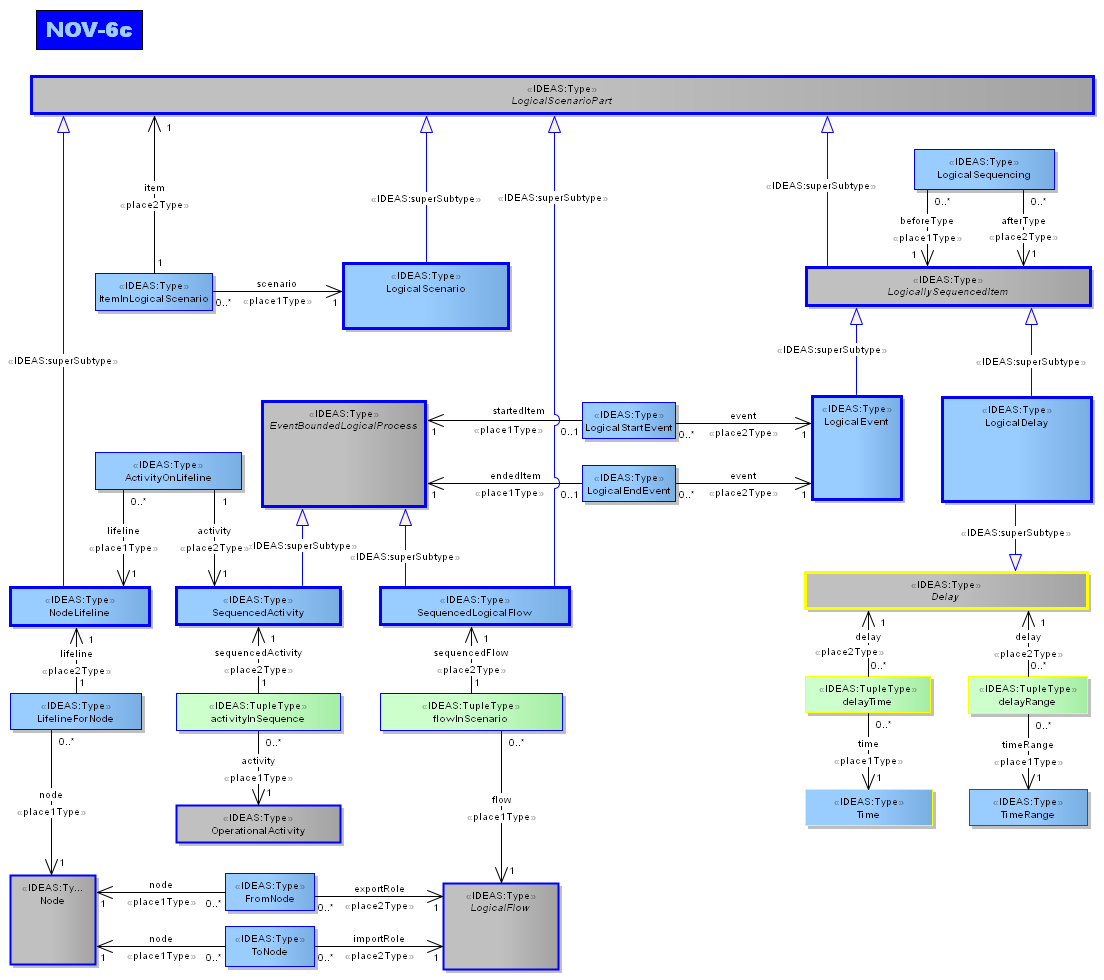 NOV-6c
«IDEAS:Type»
LogicalScenarioPart
1
item
«place2Type»
1
«IDEAS:superSubtype»
«IDEAS:superSubtype»
«IDEAS:superSubtype»
«IDEAS:Type»
LogicalSequencing
0..*
0..*
beforeType
«place1Type»
1
afterType
«place2Type»
1
«IDEAS:Type»
ItemInLogicalScenario
scenario
0..*
«place1Type»
1
«IDEAS:Type»
LogicalScenario
«IDEAS:Type»
LogicallySequencedItem
«IDEAS:superSubtype»
«IDEAS:superSubtype»
«IDEAS:superSubtype»
«IDEAS:Type»
EventBoundedLogicalProcess
startedItem
1
«place1Type»
0..1
«IDEAS:Type»
LogicalStartEvent
event
0..*
«place2Type»
1
«IDEAS:Type»
LogicalEvent
«IDEAS:Type»
LogicalDelay
endedItem
1
«place1Type»
0..1
«IDEAS:Type»
LogicalEndEvent
event
0..*
«place2Type»
1
«IDEAS:Type»
ActivityOnLifeline
0..*
1
lifeline
«place1Type»
1
activity
«place2Type»
1
«IDEAS:superSubtype»
«IDEAS:superSubtype»
«IDEAS:superSubtype»
«IDEAS:Type»
NodeLifeline
«IDEAS:Type»
SequencedActivity
«IDEAS:Type»
SequencedLogicalFlow
«IDEAS:Type»
Delay
1
lifeline
«place2Type»
1
1
sequencedActivity
«place2Type»
1
1
sequencedFlow
«place2Type»
1
1
delay
«place2Type»
0..*
1
delay
«place2Type»
0..*
«IDEAS:Type»
LifelineForNode
«IDEAS:TupleType»
activityInSequence
«IDEAS:TupleType»
flowInScenario
«IDEAS:TupleType»
delayTime
«IDEAS:TupleType»
delayRange
0..*
node
«place1Type»
1
0..*
activity
«place1Type»
1
0..*
flow
«place1Type»
1
0..*
time
«place1Type»
1
0..*
timeRange
«place1Type»
1
«IDEAS:Type»
OperationalActivity
«IDEAS:Type»
Time
«IDEAS:Type»
TimeRange
«IDEAS:Ty...
Node
node
1
«place1Type»
0..*
«IDEAS:Type»
FromNode
exportRole
0..*
«place2Type»
1
«IDEAS:Type»
LogicalFlow
node
1
«place1Type»
0..*
«IDEAS:Type»
ToNode
importRole
0..*
«place2Type»
1